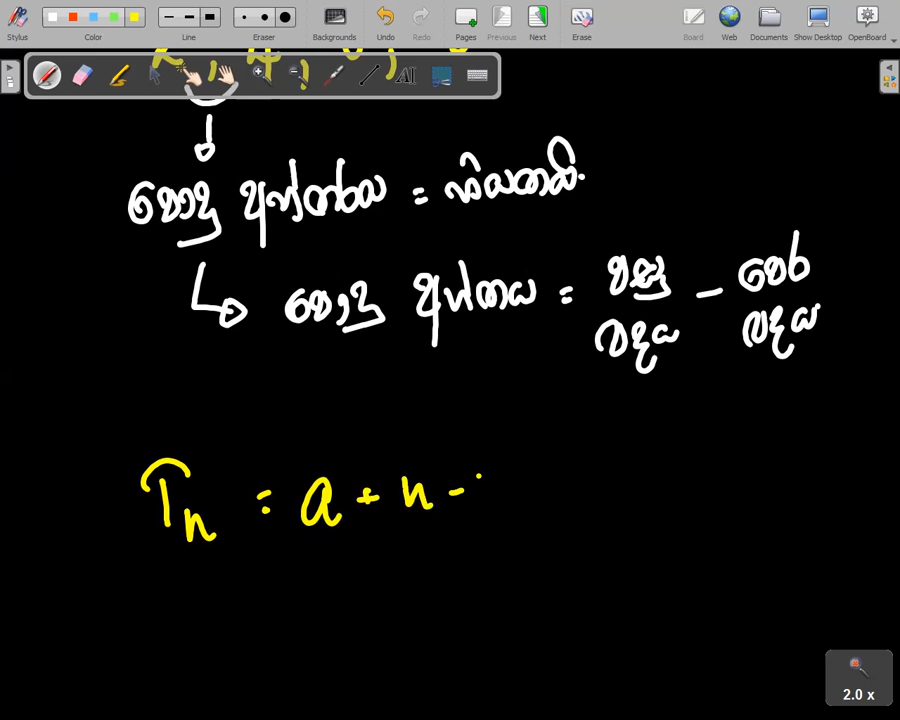 Stylus Color Line Eraser Backgrounds Undo Redo Pages Previous Next Erase Board Web Documents Show Desktop OpenBoard
පොදු අන්තරය = නියතයි.
පොදු අන්තරය = පසු පදය - පෙර පදය
Tn = a + n -
2.0 x